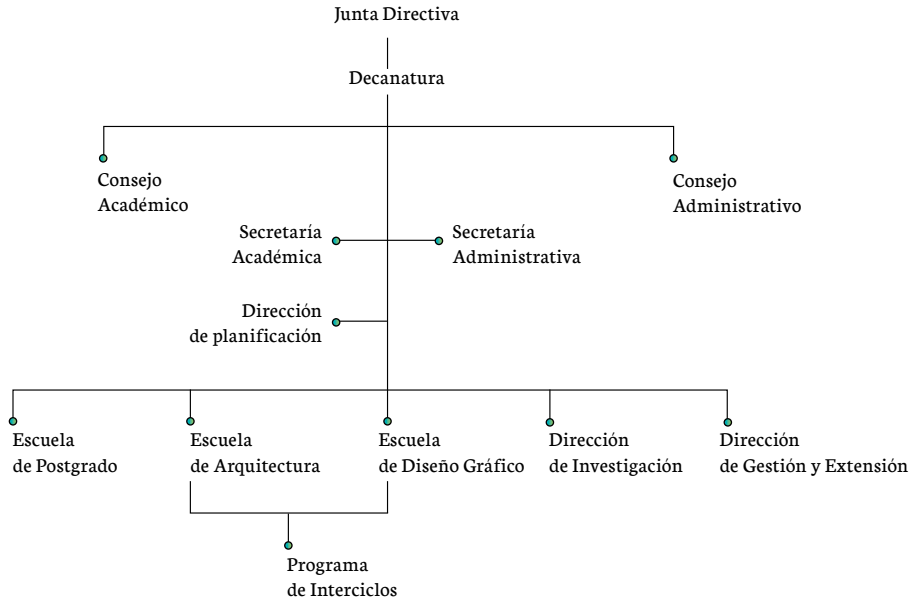 Junta Directiva
Decanatura
Consejo
Académico
Consejo
Administrativo
Secretaría
Académica
Secretaría
Administrativa
Dirección
de planificación
Escuela
de Postgrado
Escuela
de Arquitectura
Escuela
de Diseño Gráfico
Dirección
de Investigación
Dirección
de Gestión y Extensión
Programa
de Interciclos